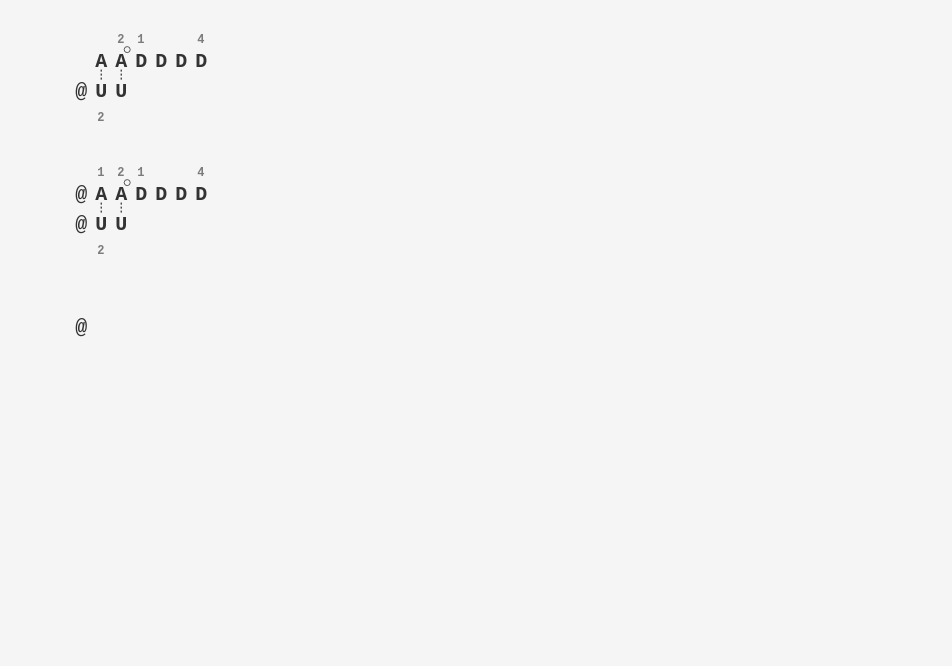 2 1 4
A A D D D D
@ U U
2
1 2 1 4
@ A A D D D D
@ U U
2
@